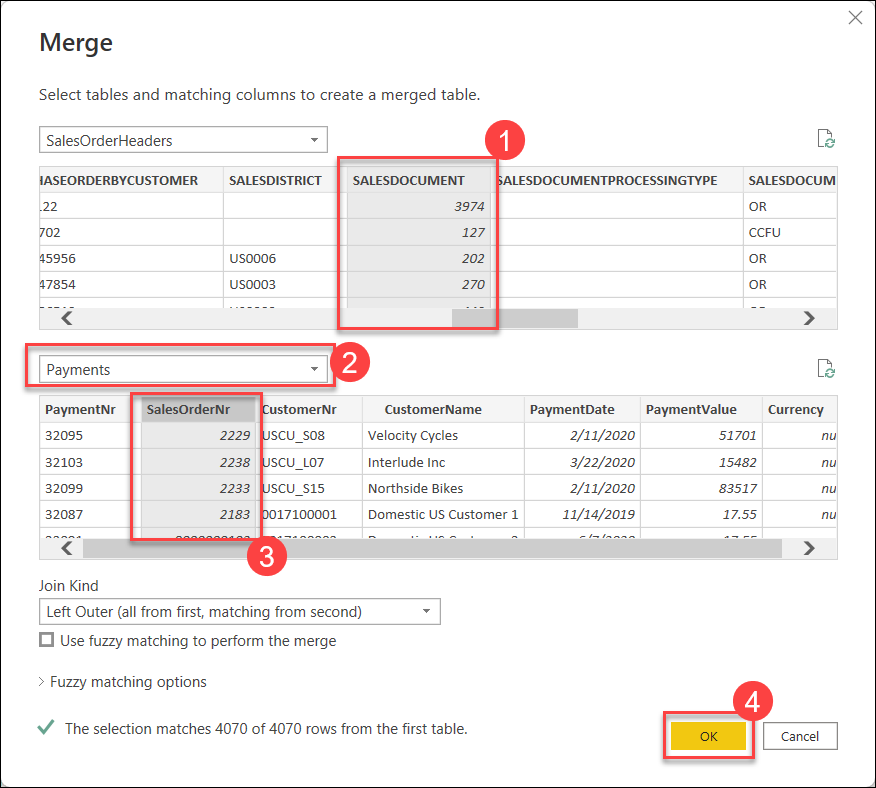 Merge
Select tables and matching columns to create a merged table.
SalesOrderHeaders
1
HASEORDERBYCUSTOMER SALESDISTRICT SALESDOCUMENT SALESDOCUMENTPROCESSINGTYPE SALESDOCUM
122 3974 OR
702 127 CCFU
45956 US0006 202 OR
47854 US0003 270 OR
Payments
2
PaymentNr SalesOrderNr CustomerNr CustomerName PaymentDate PaymentValue Currency
32095 2229 USCU_S08 Velocity Cycles 2/11/2020 51701 nu
32103 2238 USCU_L07 Interlude Inc 3/22/2020 15482 nu
32099 2233 USCU_S15 Northside Bikes 2/11/2020 83517 nu
32087 2183 0017100001 Domestic US Customer 1 11/14/2019 17.55 nu
3
Join Kind
Left Outer (all from first, matching from second)
Use fuzzy matching to perform the merge
Fuzzy matching options
4
The selection matches 4070 of 4070 rows from the first table.
OK Cancel